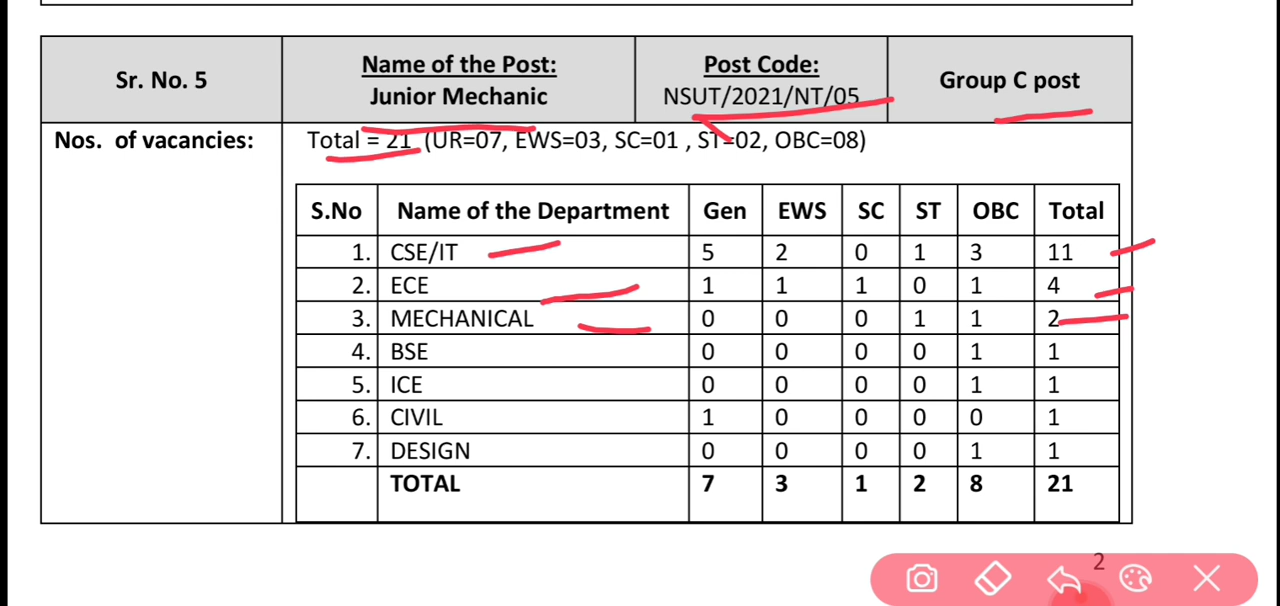 Sr. No. 5
Name of the Post:
Junior Mechanic
Post Code:
NSUT/2021/NT/05
Group C post
Nos. of vacancies:
Total = 21 (UR=07, EWS=03, SC=01 , ST=02, OBC=08)
S.No Name of the Department Gen EWS SC ST OBC Total
1. CSE/IT 5 2 0 1 3 11
2. ECE 1 1 1 0 1 4
3. MECHANICAL 0 0 0 1 1 2
4. BSE 0 0 0 0 1 1
5. ICE 0 0 0 0 1 1
6. CIVIL 1 0 0 0 0 1
7. DESIGN 0 0 0 0 1 1
TOTAL 7 3 1 2 8 21
2